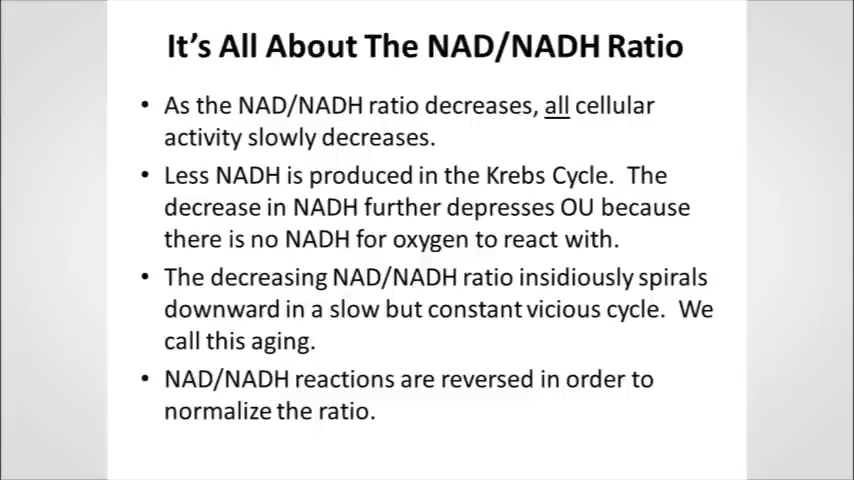 It's All About The NAD/NADH Ratio
• As the NAD/NADH ratio decreases, all cellular
activity slowly decreases.
• Less NADH is produced in the Krebs Cycle.  The
decrease in NADH further depresses OU because
there is no NADH for oxygen to react with.
• The decreasing NAD/NADH ratio insidiously spirals
downward in a slow but constant vicious cycle.  We
call this aging.
• NAD/NADH reactions are reversed in order to
normalize the ratio.